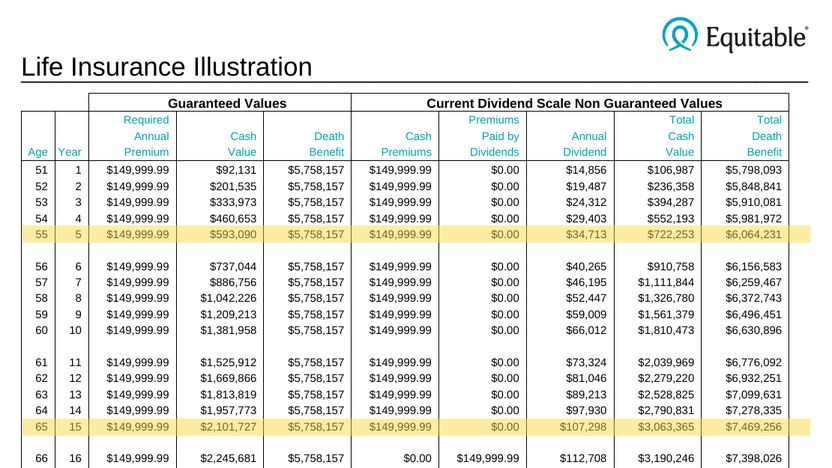 Equitable
Life Insurance Illustration
Guaranteed Values Current Dividend Scale Non Guaranteed Values
Required Premiums Total Total
Annual Cash Death Cash Paid by Annual Cash Death
Age Year Premium Value Benefit Premiums Dividends Dividend Value Benefit
51 1 $149,999.99 $92,131 $5,758,157 $149,999.99 $0.00 $14,856 $106,987 $5,798,093
52 2 $149,999.99 $201,535 $5,758,157 $149,999.99 $0.00 $19,487 $236,358 $5,848,841
53 3 $149,999.99 $333,973 $5,758,157 $149,999.99 $0.00 $24,312 $394,287 $5,910,081
54 4 $149,999.99 $460,653 $5,758,157 $149,999.99 $0.00 $29,403 $552,193 $5,981,972
55 5 $149,999.99 $593,090 $5,758,157 $149,999.99 $0.00 $34,713 $722,253 $6,064,231
56 6 $149,999.99 $737,044 $5,758,157 $149,999.99 $0.00 $40,265 $910,758 $6,156,583
57 7 $149,999.99 $886,756 $5,758,157 $149,999.99 $0.00 $46,195 $1,111,844 $6,259,467
58 8 $149,999.99 $1,042,226 $5,758,157 $149,999.99 $0.00 $52,447 $1,326,780 $6,372,743
59 9 $149,999.99 $1,209,213 $5,758,157 $149,999.99 $0.00 $59,009 $1,561,379 $6,496,451
60 10 $149,999.99 $1,381,958 $5,758,157 $149,999.99 $0.00 $66,012 $1,810,473 $6,630,896
61 11 $149,999.99 $1,525,912 $5,758,157 $149,999.99 $0.00 $73,324 $2,039,969 $6,776,092
62 12 $149,999.99 $1,669,866 $5,758,157 $149,999.99 $0.00 $81,046 $2,279,220 $6,932,251
63 13 $149,999.99 $1,813,819 $5,758,157 $149,999.99 $0.00 $89,213 $2,528,825 $7,099,631
64 14 $149,999.99 $1,957,773 $5,758,157 $149,999.99 $0.00 $97,930 $2,790,831 $7,278,335
65 15 $149,999.99 $2,101,727 $5,758,157 $149,999.99 $0.00 $107,298 $3,063,365 $7,469,256
66 16 $149,999.99 $2,245,681 $5,758,157 $0.00 $149,999.99 $112,708 $3,190,246 $7,398,026